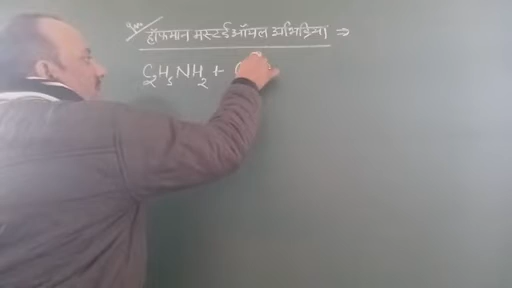 हॉफमान मस्टर्ड ऑयल अभिक्रिया ⇒
C₂H₅NH₂ + C